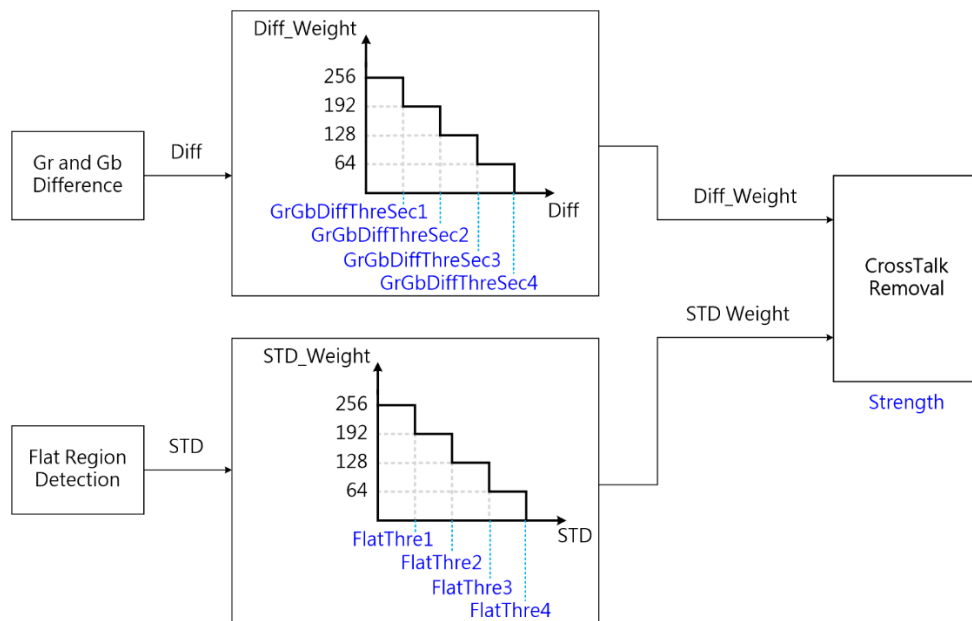 Gr and Gb
Difference
Diff
Diff_Weight
256
192
128
64
Diff
GrGbDiffThreSec1
GrGbDiffThreSec2
GrGbDiffThreSec3
GrGbDiffThreSec4
Diff_Weight
Flat Region
Detection
STD
STD_Weight
256
192
128
64
STD
FlatThre1
FlatThre2
FlatThre3
FlatThre4
STD Weight
CrossTalk
Removal
Strength